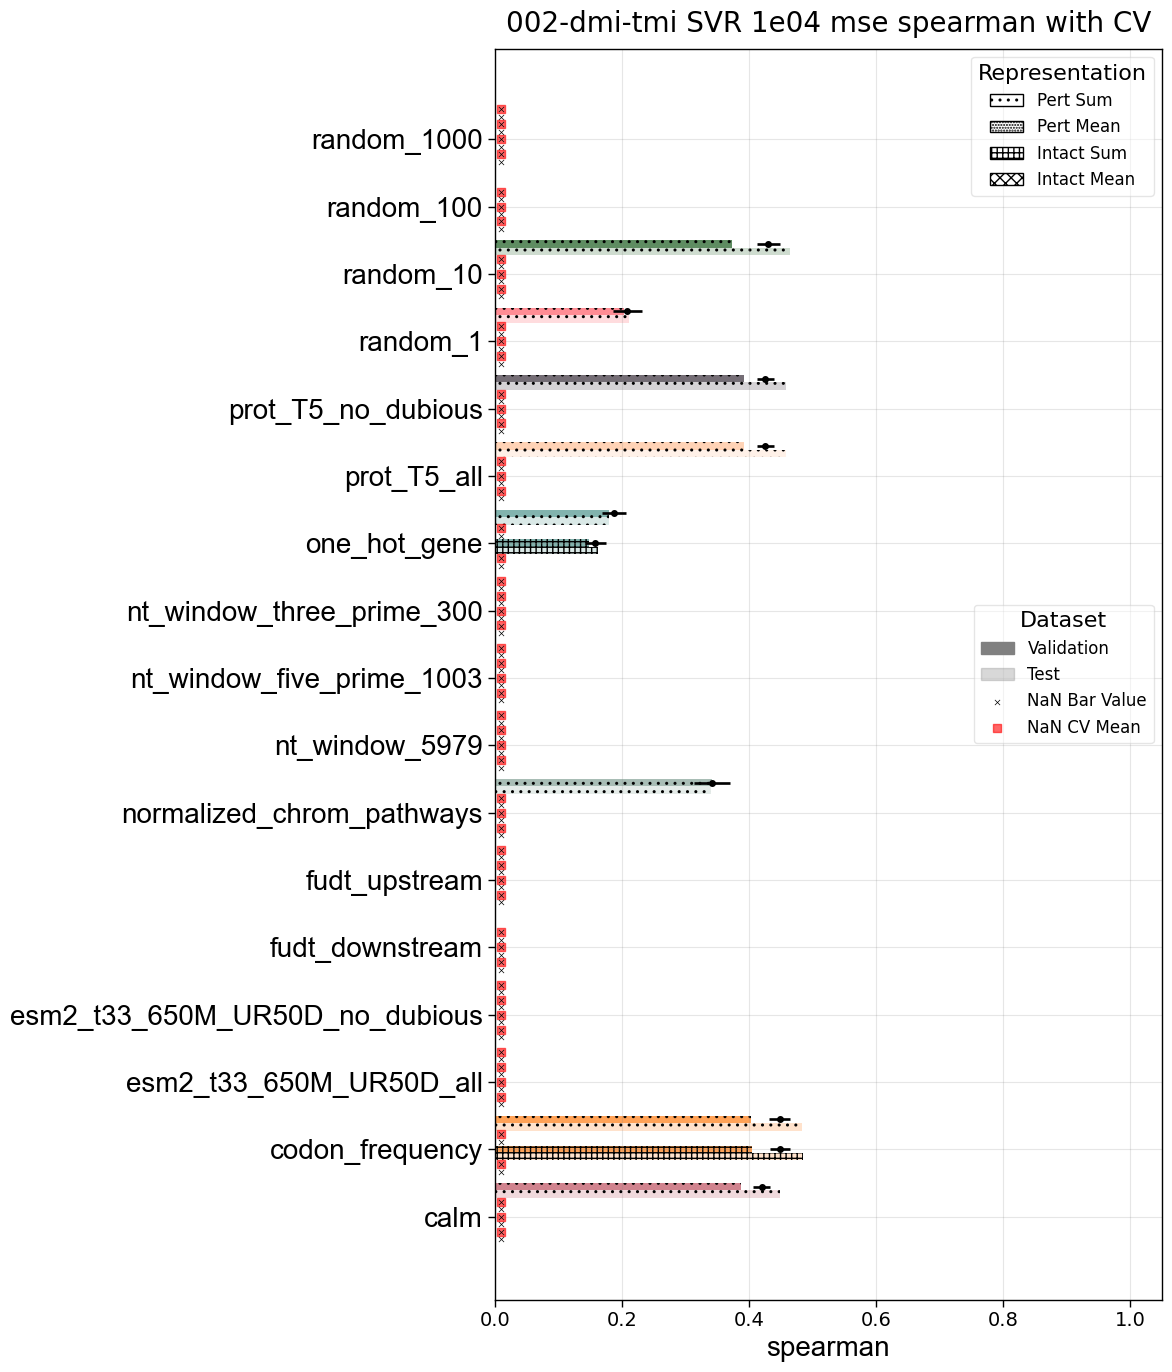 002-dmi-tmi SVR 1e04 mse spearman with CV
Representation
Pert Sum
Pert Mean
Intact Sum
Intact Mean
random_1000
random_100
random_10
random_1
prot_T5_no_dubious
prot_T5_all
one_hot_gene
nt_window_three_prime_300
nt_window_five_prime_1003
nt_window_5979
normalized_chrom_pathways
fudt_upstream
fudt_downstream
esm2_t33_650M_UR50D_no_dubious
esm2_t33_650M_UR50D_all
codon_frequency
calm
Dataset
Validation
Test
NaN Bar Value
NaN CV Mean
0.0 0.2 0.4 0.6 0.8 1.0
spearman